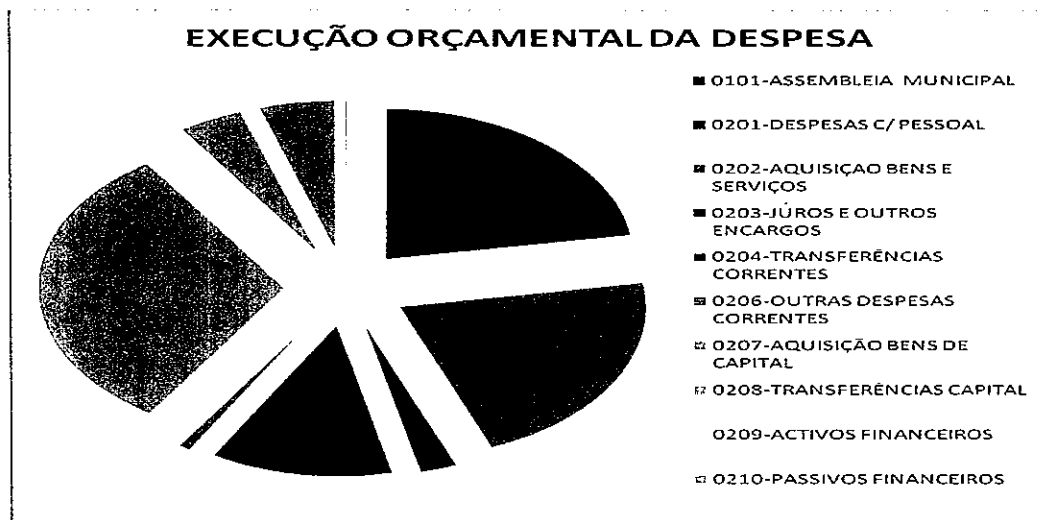 EXECUÇÃO ORÇAMENTAL DA DESPESA
0101-ASSEMBLEIA MUNICIPAL
0201-DESPESAS C/ PESSOAL
0202-AQUISIÇAO BENS E
SERVIÇOS
0203-JÚROS E OUTROS
ENCARGOS
0204-TRANSFERÊNCIAS
CORRENTES
0206-OUTRAS DESPESAS
CORRENTES
0207-AQUISIÇÃO BENS DE
CAPITAL
0208-TRANSFERÊNCIAS CAPITAL
0209-ACTIVOS FINANCEIROS
0210-PASSIVOS FINANCEIROS